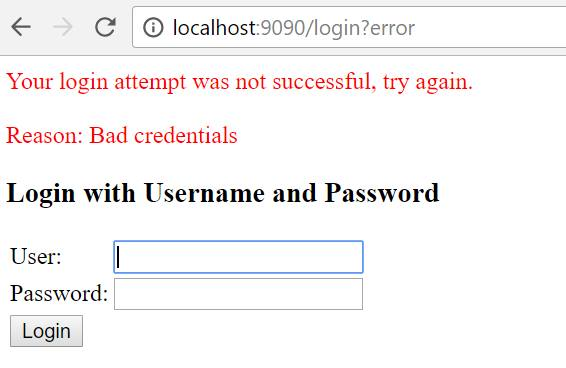 localhost:9090/login?error
Your login attempt was not successful, try again.
Reason: Bad credentials
Login with Username and Password
User:
Password:
Login